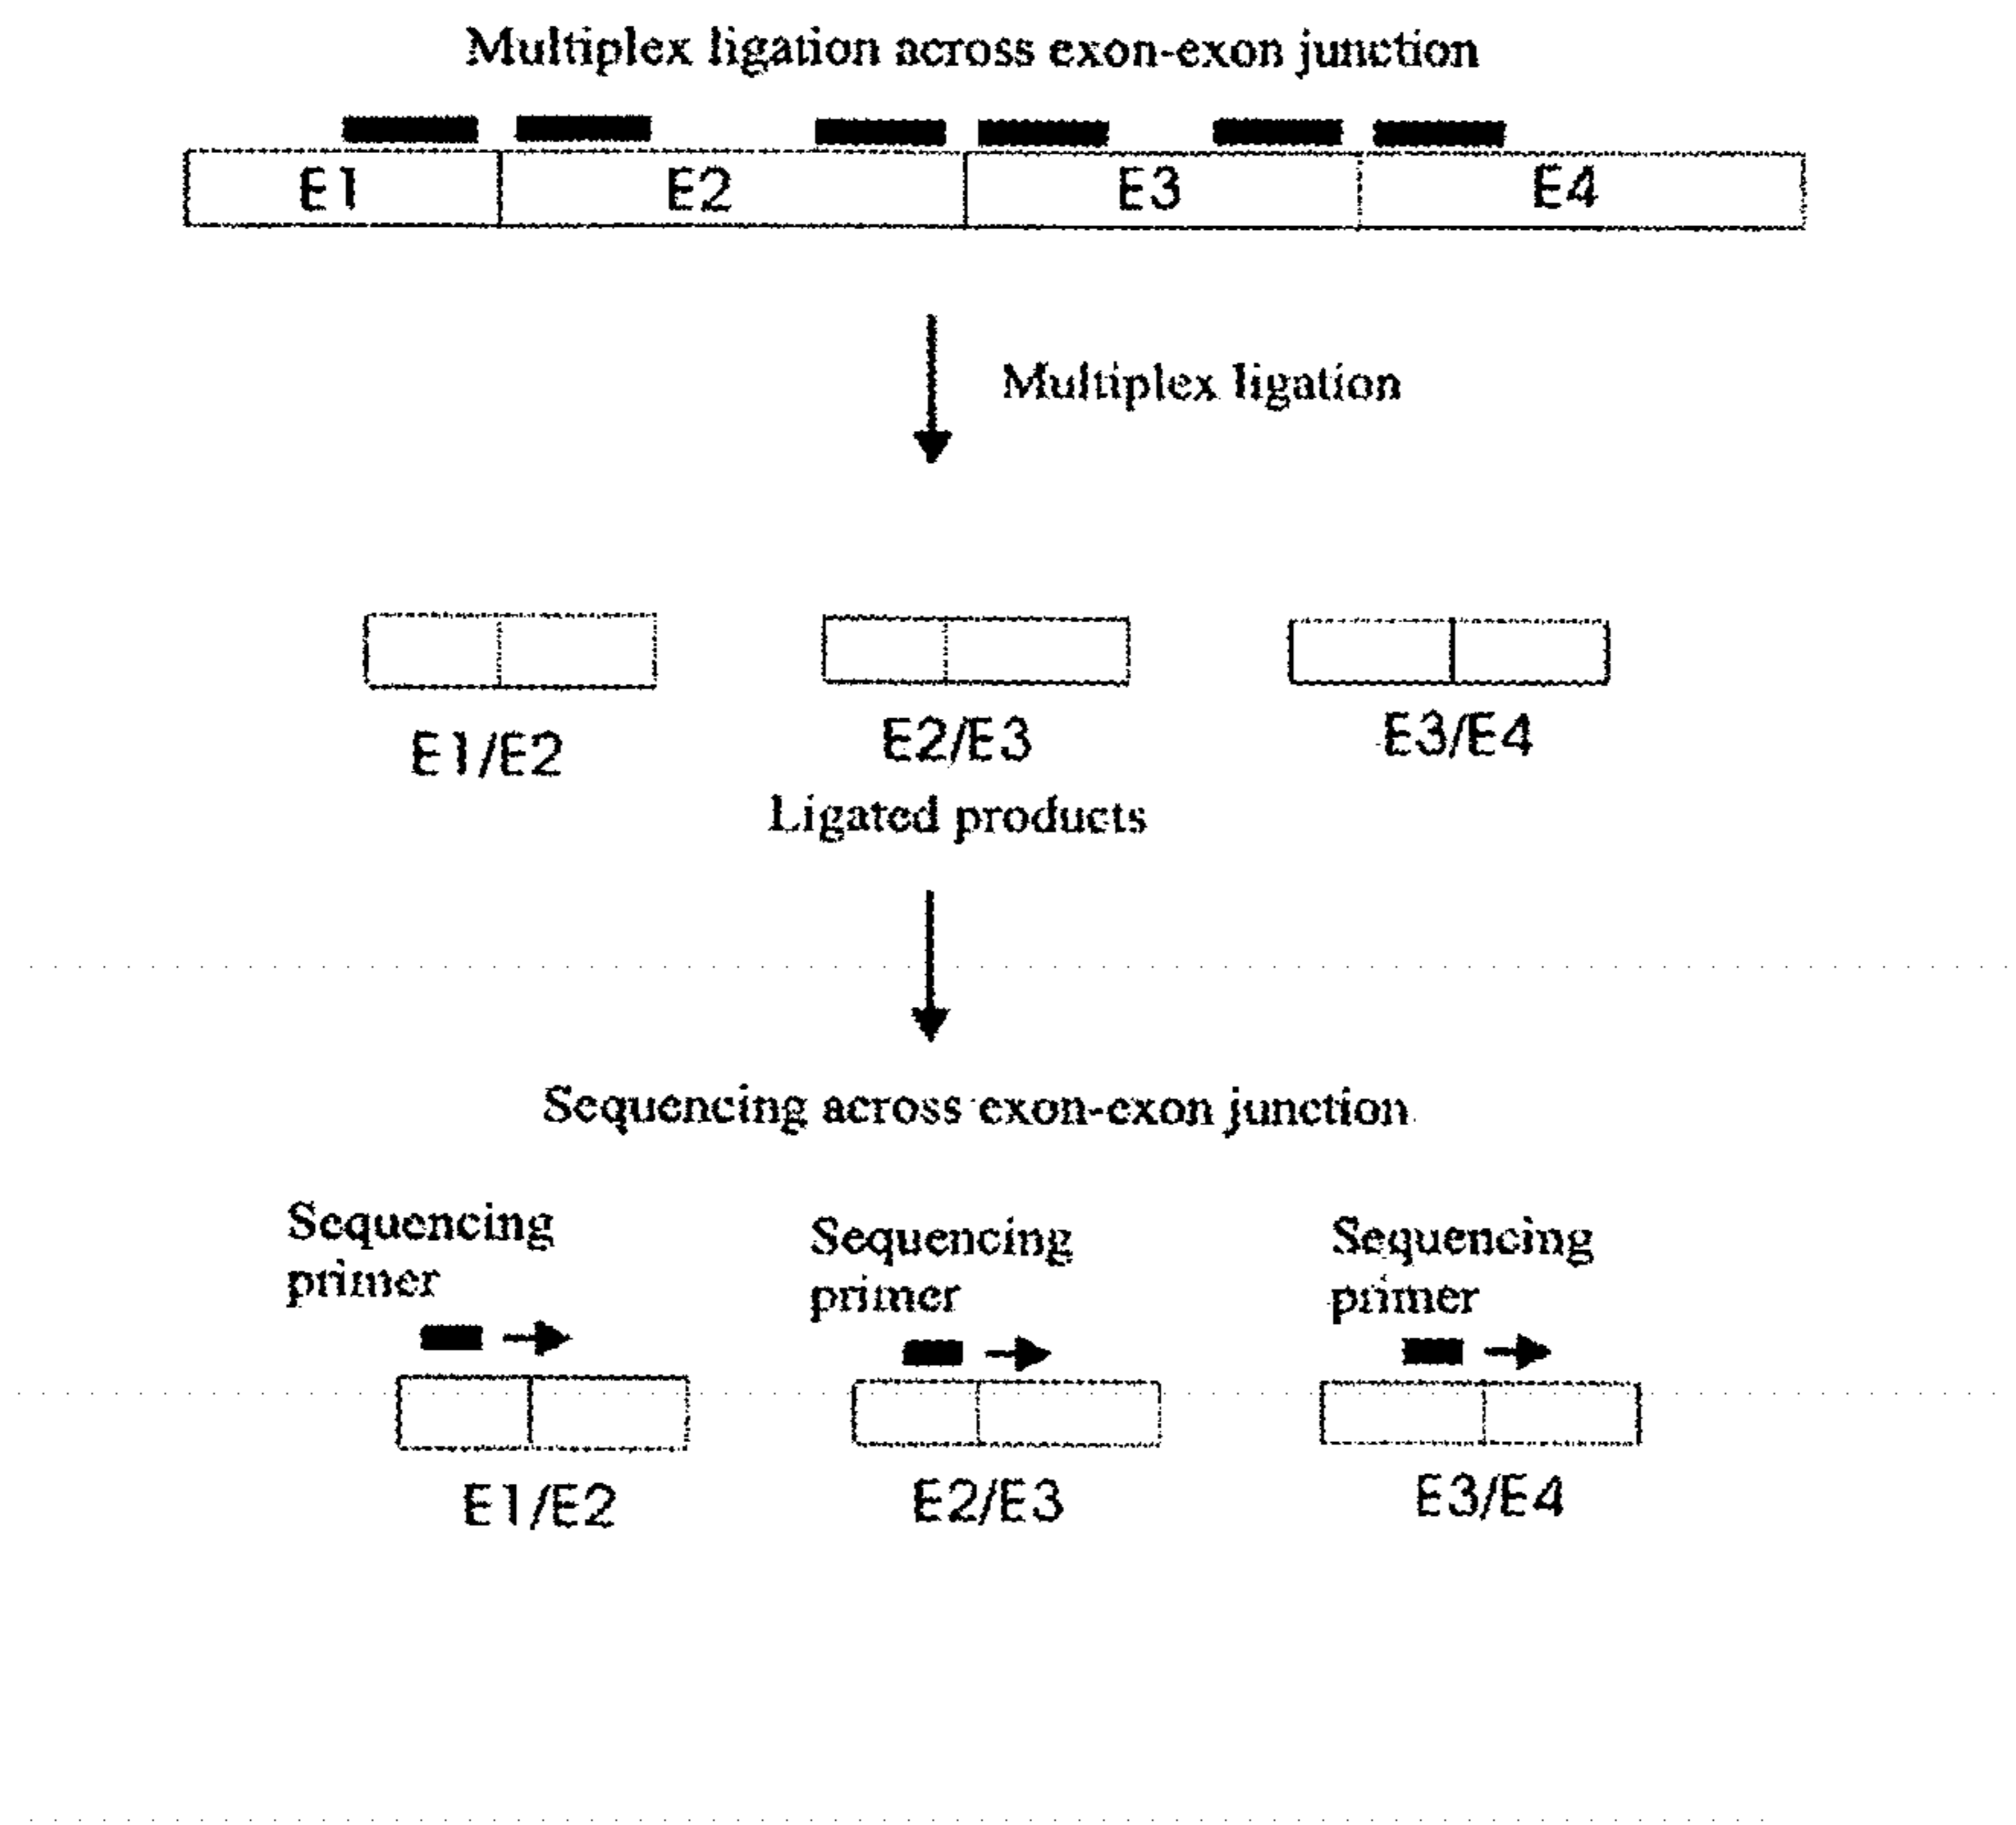 Multiplex ligation across exon-exon junction
E1 E2 E3 E4
Multiplex ligation
E1/E2 E2/E3 E3/E4
Ligated products
Sequencing across exon-exon junction
Sequencing
primer
Sequencing
primer
Sequencing
primer
E1/E2 E2/E3 E3/E4